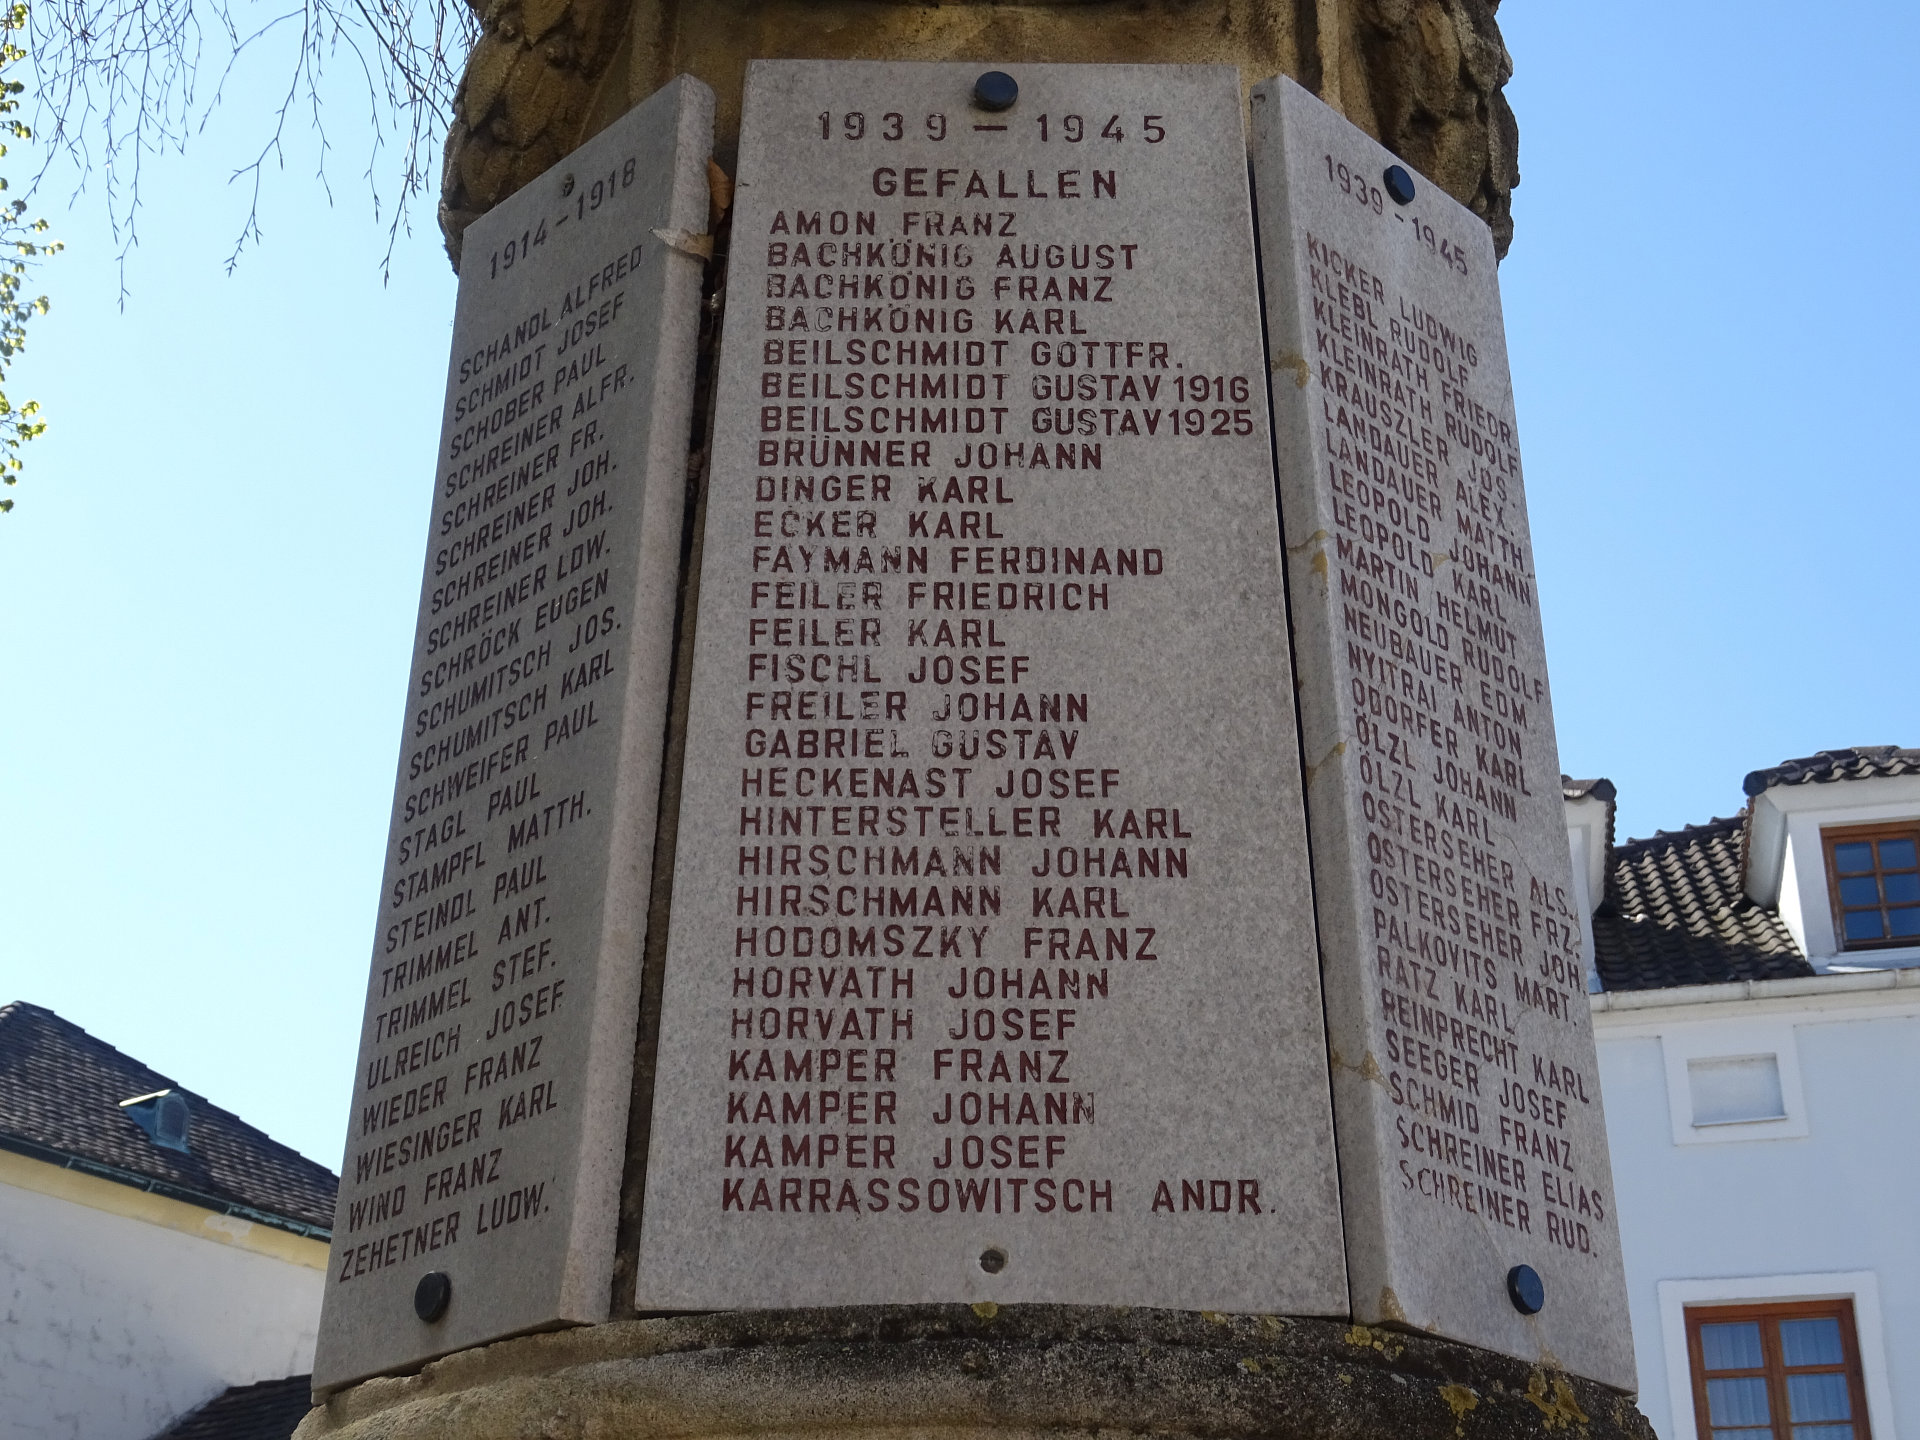 1914-1918
SCHANDL ALFRED
SCHMIDT JOSEF
SCHOBER PAUL
SCHREINER ALFR.
SCHREINER FR.
SCHREINER JOH.
SCHREINER JOH.
SCHREINER LDW.
SCHRÖCK EUGEN
SCHUMITSCH JOS.
SCHUMITSCH KARL
SCHWEIFER PAUL
STAGL PAUL
STAMPFL MATTH.
STEINDL PAUL
TRIMMEL ANT.
TRIMMEL STEF.
ULREICH JOSEF
WIEDER FRANZ
WIESINGER KARL
WIND FRANZ
ZEHETNER LUDW.
1939 – 1945
GEFALLEN
AMON FRANZ
BACHKÖNIG AUGUST
BACHKÖNIG FRANZ
BACHKÖNIG KARL
BEILSCHMIDT GOTTFR.
BEILSCHMIDT GUSTAV 1916
BEILSCHMIDT GUSTAV 1925
BRÜNNER JOHANN
DINGER KARL
ECKER KARL
FAYMANN FERDINAND
FEILER FRIEDRICH
FEILER KARL
FISCHL JOSEF
FREILER JOHANN
GABRIEL GUSTAV
HECKENAST JOSEF
HINTERSTELLER KARL
HIRSCHMANN JOHANN
HIRSCHMANN KARL
HODOMSZKY FRANZ
HORVATH JOHANN
HORVATH JOSEF
KAMPER FRANZ
KAMPER JOHANN
KAMPER JOSEF
KARRASSOWITSCH ANDR.
1939-1945
KICKER LUDWIG
KLEBL RUDOLF
KLEINRATH FRIEDR.
KLEINRATH RUDOLF
KRAUSZLER JOS.
LANDAUER ALEX.
LANDAUER MATTH.
LEOPOLD JOHANN
LEOPOLD KARL
MARTIN HELMUT
MONGOLD RUDOLF
NEUBAUER EDM.
NYITRAI ANTON
ODORFER KARL
ÖLZL JOHANN
ÖLZL KARL
OSTERSEHER ALS.
OSTERSEHER FRZ.
OSTERSEHER JOH.
PALKOVITS MART.
RATZ KARL
REINPRECHT KARL
SEEGER JOSEF
SCHMID FRANZ
SCHREINER ELIAS
SCHREINER RUD.